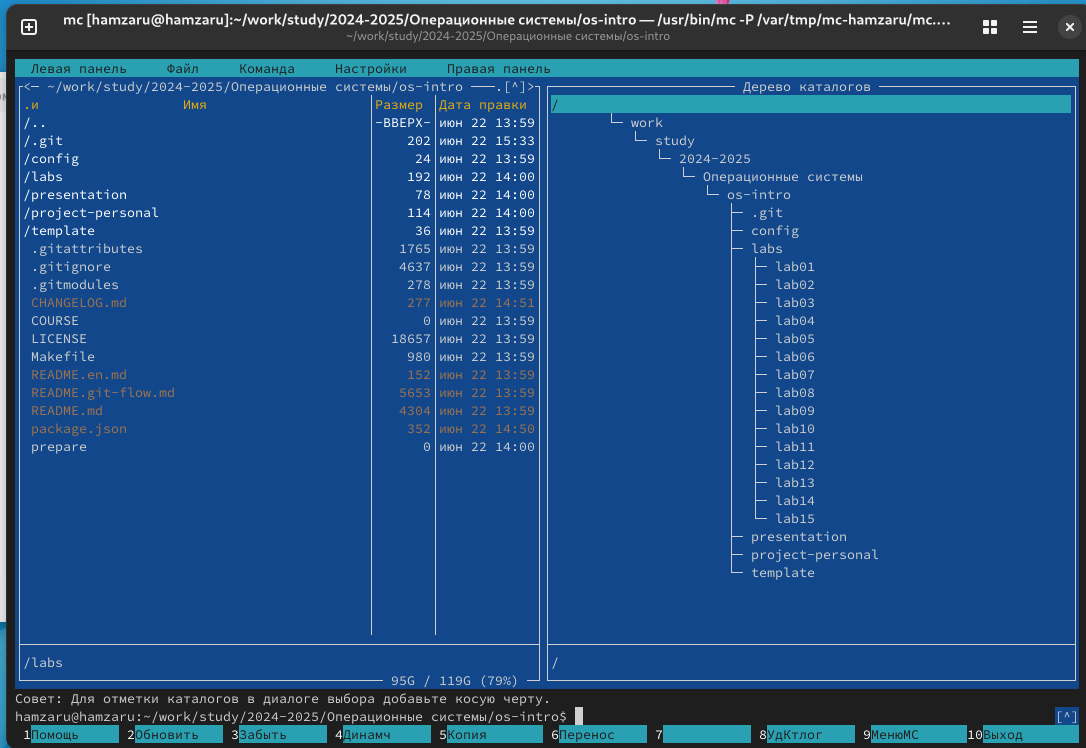 mc [hamzaru@hamzaru]:~/work/study/2024-2025/Операционные системы/os-intro — /usr/bin/mc -P /var/tmp/mc-hamzaru/mc.…
~/work/study/2024-2025/Операционные системы/os-intro
Левая панель Файл Команда Настройки Правая панель
<— ~/work/study/2024-2025/Операционные системы/os-intro ———.[^]>
.и Имя Размер Дата правки
/.. -ВВЕРХ- июн 22 13:59
/.git 202 июн 22 15:33
/config 24 июн 22 13:59
/labs 192 июн 22 14:00
/presentation 78 июн 22 14:00
/project-personal 114 июн 22 14:00
/template 36 июн 22 13:59
.gitattributes 1765 июн 22 13:59
.gitignore 4637 июн 22 13:59
.gitmodules 278 июн 22 13:59
CHANGELOG.md 277 июн 22 14:51
COURSE 0 июн 22 13:59
LICENSE 18657 июн 22 13:59
Makefile 980 июн 22 13:59
README.en.md 152 июн 22 13:59
README.git-flow.md 5653 июн 22 13:59
README.md 4304 июн 22 13:59
package.json 352 июн 22 14:50
prepare 0 июн 22 14:00
/labs
95G / 119G (79%)
Дерево каталогов
/
work
study
2024-2025
Операционные системы
os-intro
.git
config
labs
lab01
lab02
lab03
lab04
lab05
lab06
lab07
lab08
lab09
lab10
lab11
lab12
lab13
lab14
lab15
presentation
project-personal
template
/
Совет: Для отметки каталогов в диалоге выбора добавьте косую черту.
hamzaru@hamzaru:~/work/study/2024-2025/Операционные системы/os-intro$ [^]
1Помощь 2Обновить 3Забыть 4Динамч 5Копия 6Перенос 7 8УдКтлог 9МенюМС 10Выход